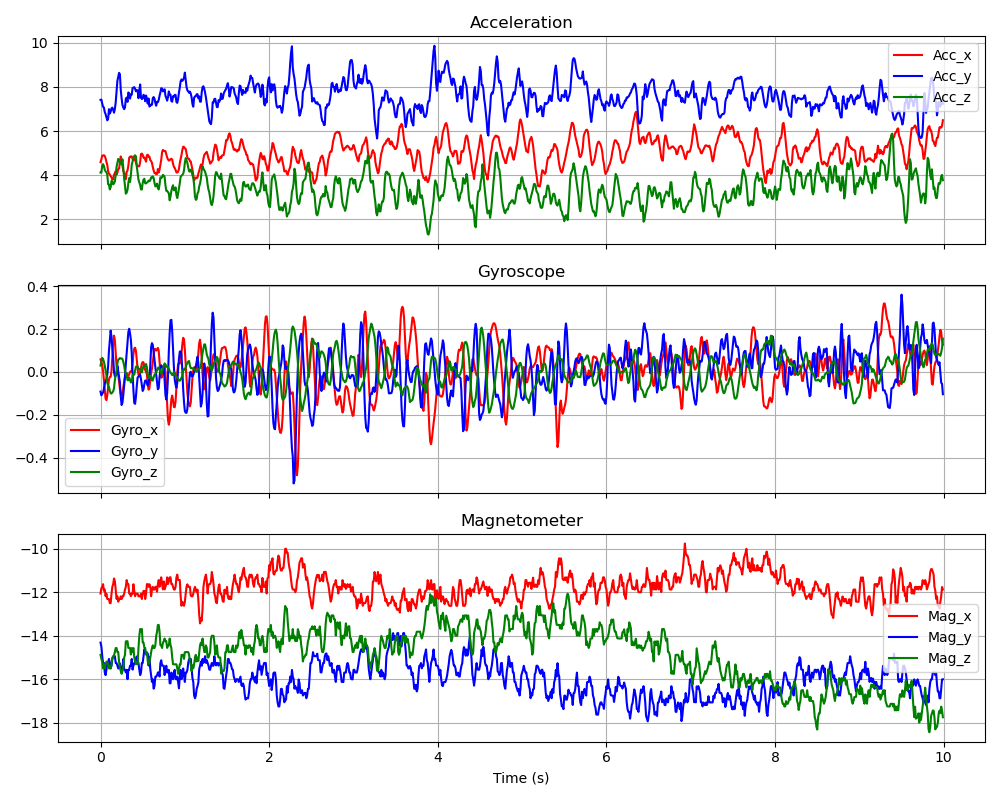 Acceleration
10
8
6
4
2
Acc_x
Acc_y
Acc_z
Gyroscope
0.4
0.2
0.0
−0.2
−0.4
Gyro_x
Gyro_y
Gyro_z
Magnetometer
−10
−12
−14
−16
−18
Mag_x
Mag_y
Mag_z
0 2 4 6 8 10
Time (s)